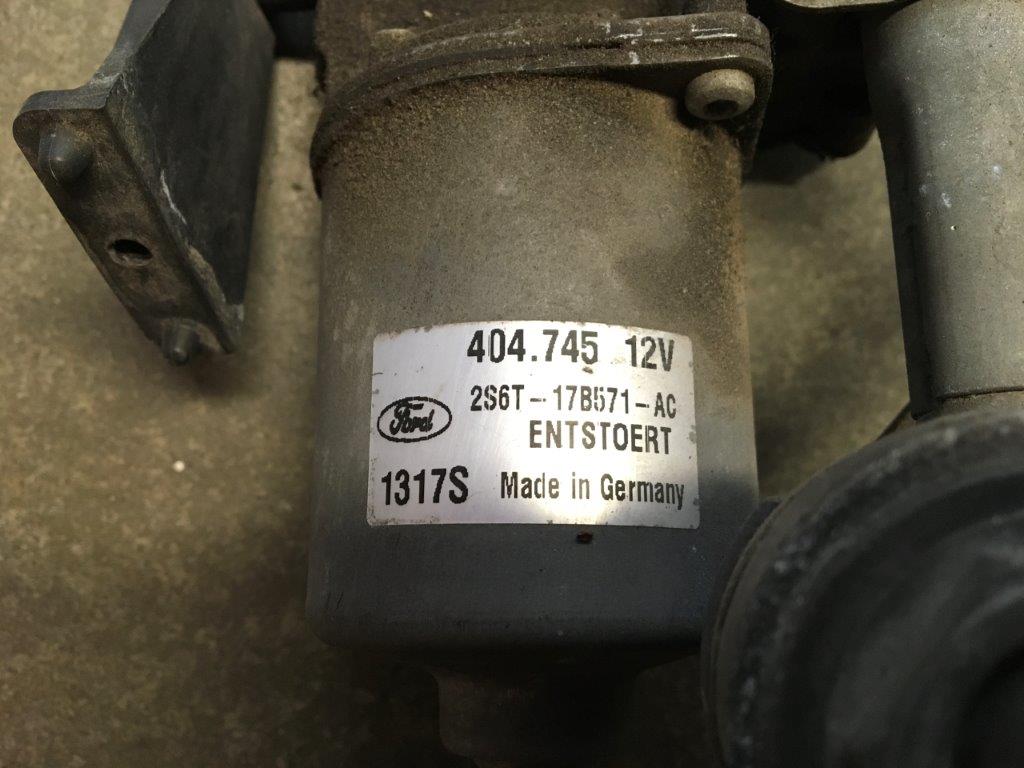 404.745 12V
Ford 2S6T-17B571-AC
ENTSTOERT
1317S Made in Germany